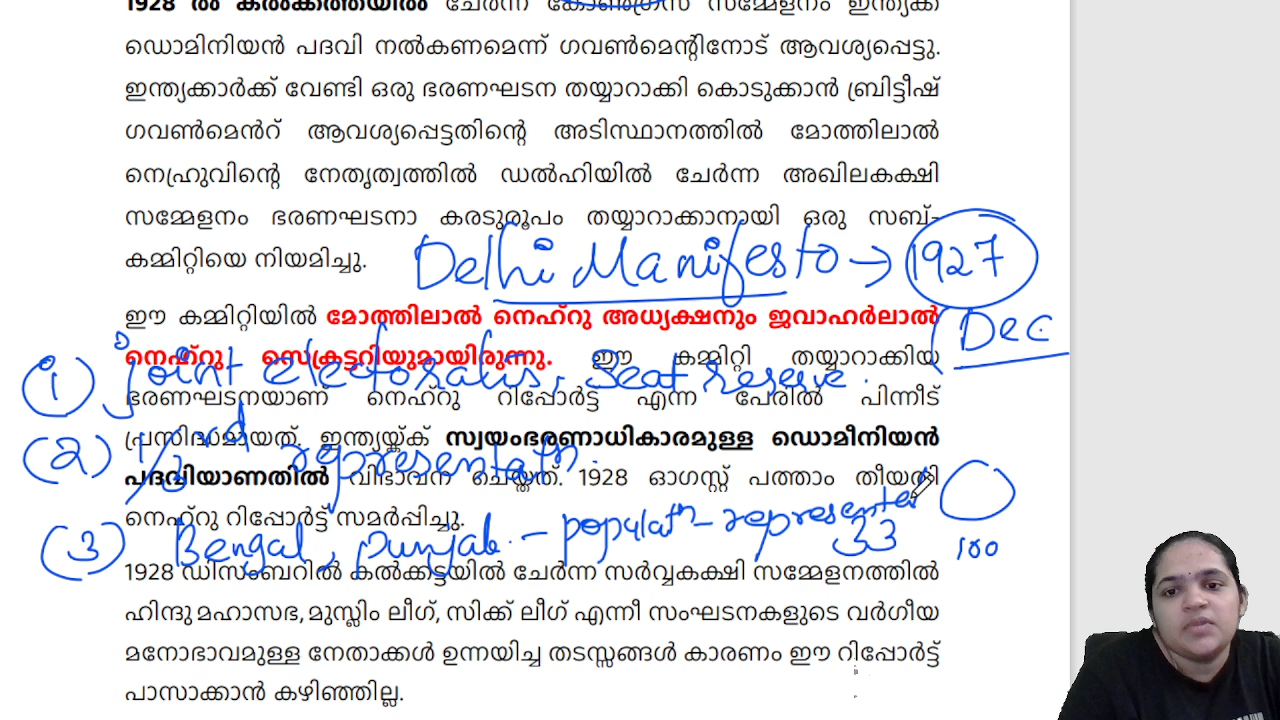 1928 ൽ കൽക്കത്തയിൽ ചേർന്ന കോൺഗ്രസ് സമ്മേളനം ഇന്ത്യക്ക്
ഡൊമിനിയൻ പദവി നൽകണമെന്ന് ഗവൺമെന്റിനോട് ആവശ്യപ്പെട്ടു.
ഇന്ത്യക്കാർക്ക് വേണ്ടി ഒരു ഭരണഘടന തയ്യാറാക്കി കൊടുക്കാൻ ബ്രിട്ടീഷ്
ഗവൺമെൻറ് ആവശ്യപ്പെട്ടതിന്റെ അടിസ്ഥാനത്തിൽ മോത്തിലാൽ
നെഹ്രുവിന്റെ നേതൃത്വത്തിൽ ഡൽഹിയിൽ ചേർന്ന അഖിലകക്ഷി
സമ്മേളനം ഭരണഘടനാ കരടുരൂപം തയ്യാറാക്കാനായി ഒരു സബ്-
കമ്മിറ്റിയെ നിയമിച്ചു.
Delhi Manifesto → 1927
Dec
ഈ കമ്മിറ്റിയിൽ മോത്തിലാൽ നെഹ്റു അധ്യക്ഷനും ജവാഹർലാൽ
നെഹ്റു സെക്രട്ടറിയുമായിരുന്നു. ഈ കമ്മിറ്റി തയ്യാറാക്കിയ
(1) joint electoralis, Seat reserve.
ഭരണഘടനയാണ് നെഹ്റു റിപ്പോർട്ട് എന്ന പേരിൽ പിന്നീട്
പ്രസിദ്ധമായത്. ഇന്ത്യയ്ക്ക് സ്വയംഭരണാധികാരമുള്ള ഡൊമീനിയൻ
(2) 1/3rd representatn.
പദവിയാണതിൽ വിഭാവന ചെയ്തത്. 1928 ഓഗസ്റ്റ് പത്താം തീയതി
നെഹ്റു റിപ്പോർട്ട് സമർപ്പിച്ചു.
(3) Bengal, punjab. – populatn
33
100
1928 ഡിസംബറിൽ കൽക്കട്ടയിൽ ചേർന്ന സർവ്വകക്ഷി സമ്മേളനത്തിൽ
ഹിന്ദു മഹാസഭ, മുസ്ലിം ലീഗ്, സിക്ക് ലീഗ് എന്നീ സംഘടനകളുടെ വർഗീയ
മനോഭാവമുള്ള നേതാക്കൾ ഉന്നയിച്ച തടസ്സങ്ങൾ കാരണം ഈ റിപ്പോർട്ട്
പാസാക്കാൻ കഴിഞ്ഞില്ല.